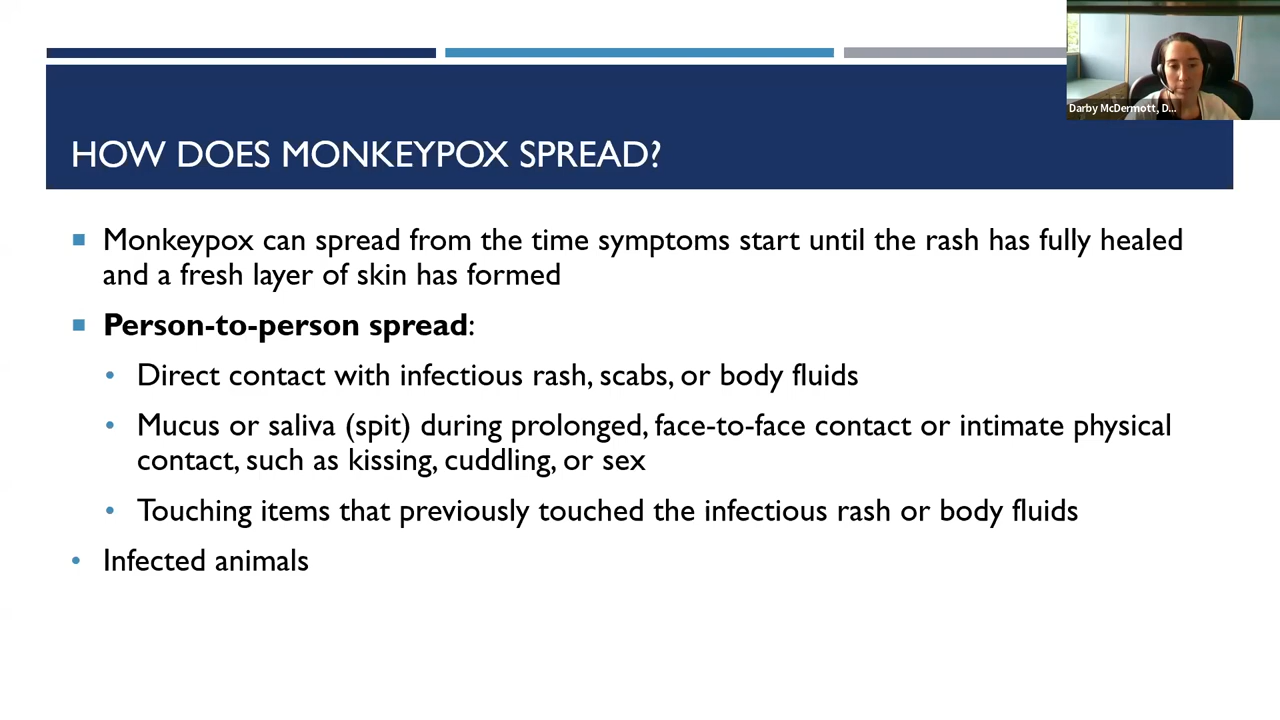 Darby McDermott, D...
HOW DOES MONKEYPOX SPREAD?
Monkeypox can spread from the time symptoms start until the rash has fully healed
and a fresh layer of skin has formed
Person-to-person spread:
Direct contact with infectious rash, scabs, or body fluids
Mucus or saliva (spit) during prolonged, face-to-face contact or intimate physical
contact, such as kissing, cuddling, or sex
Touching items that previously touched the infectious rash or body fluids
Infected animals